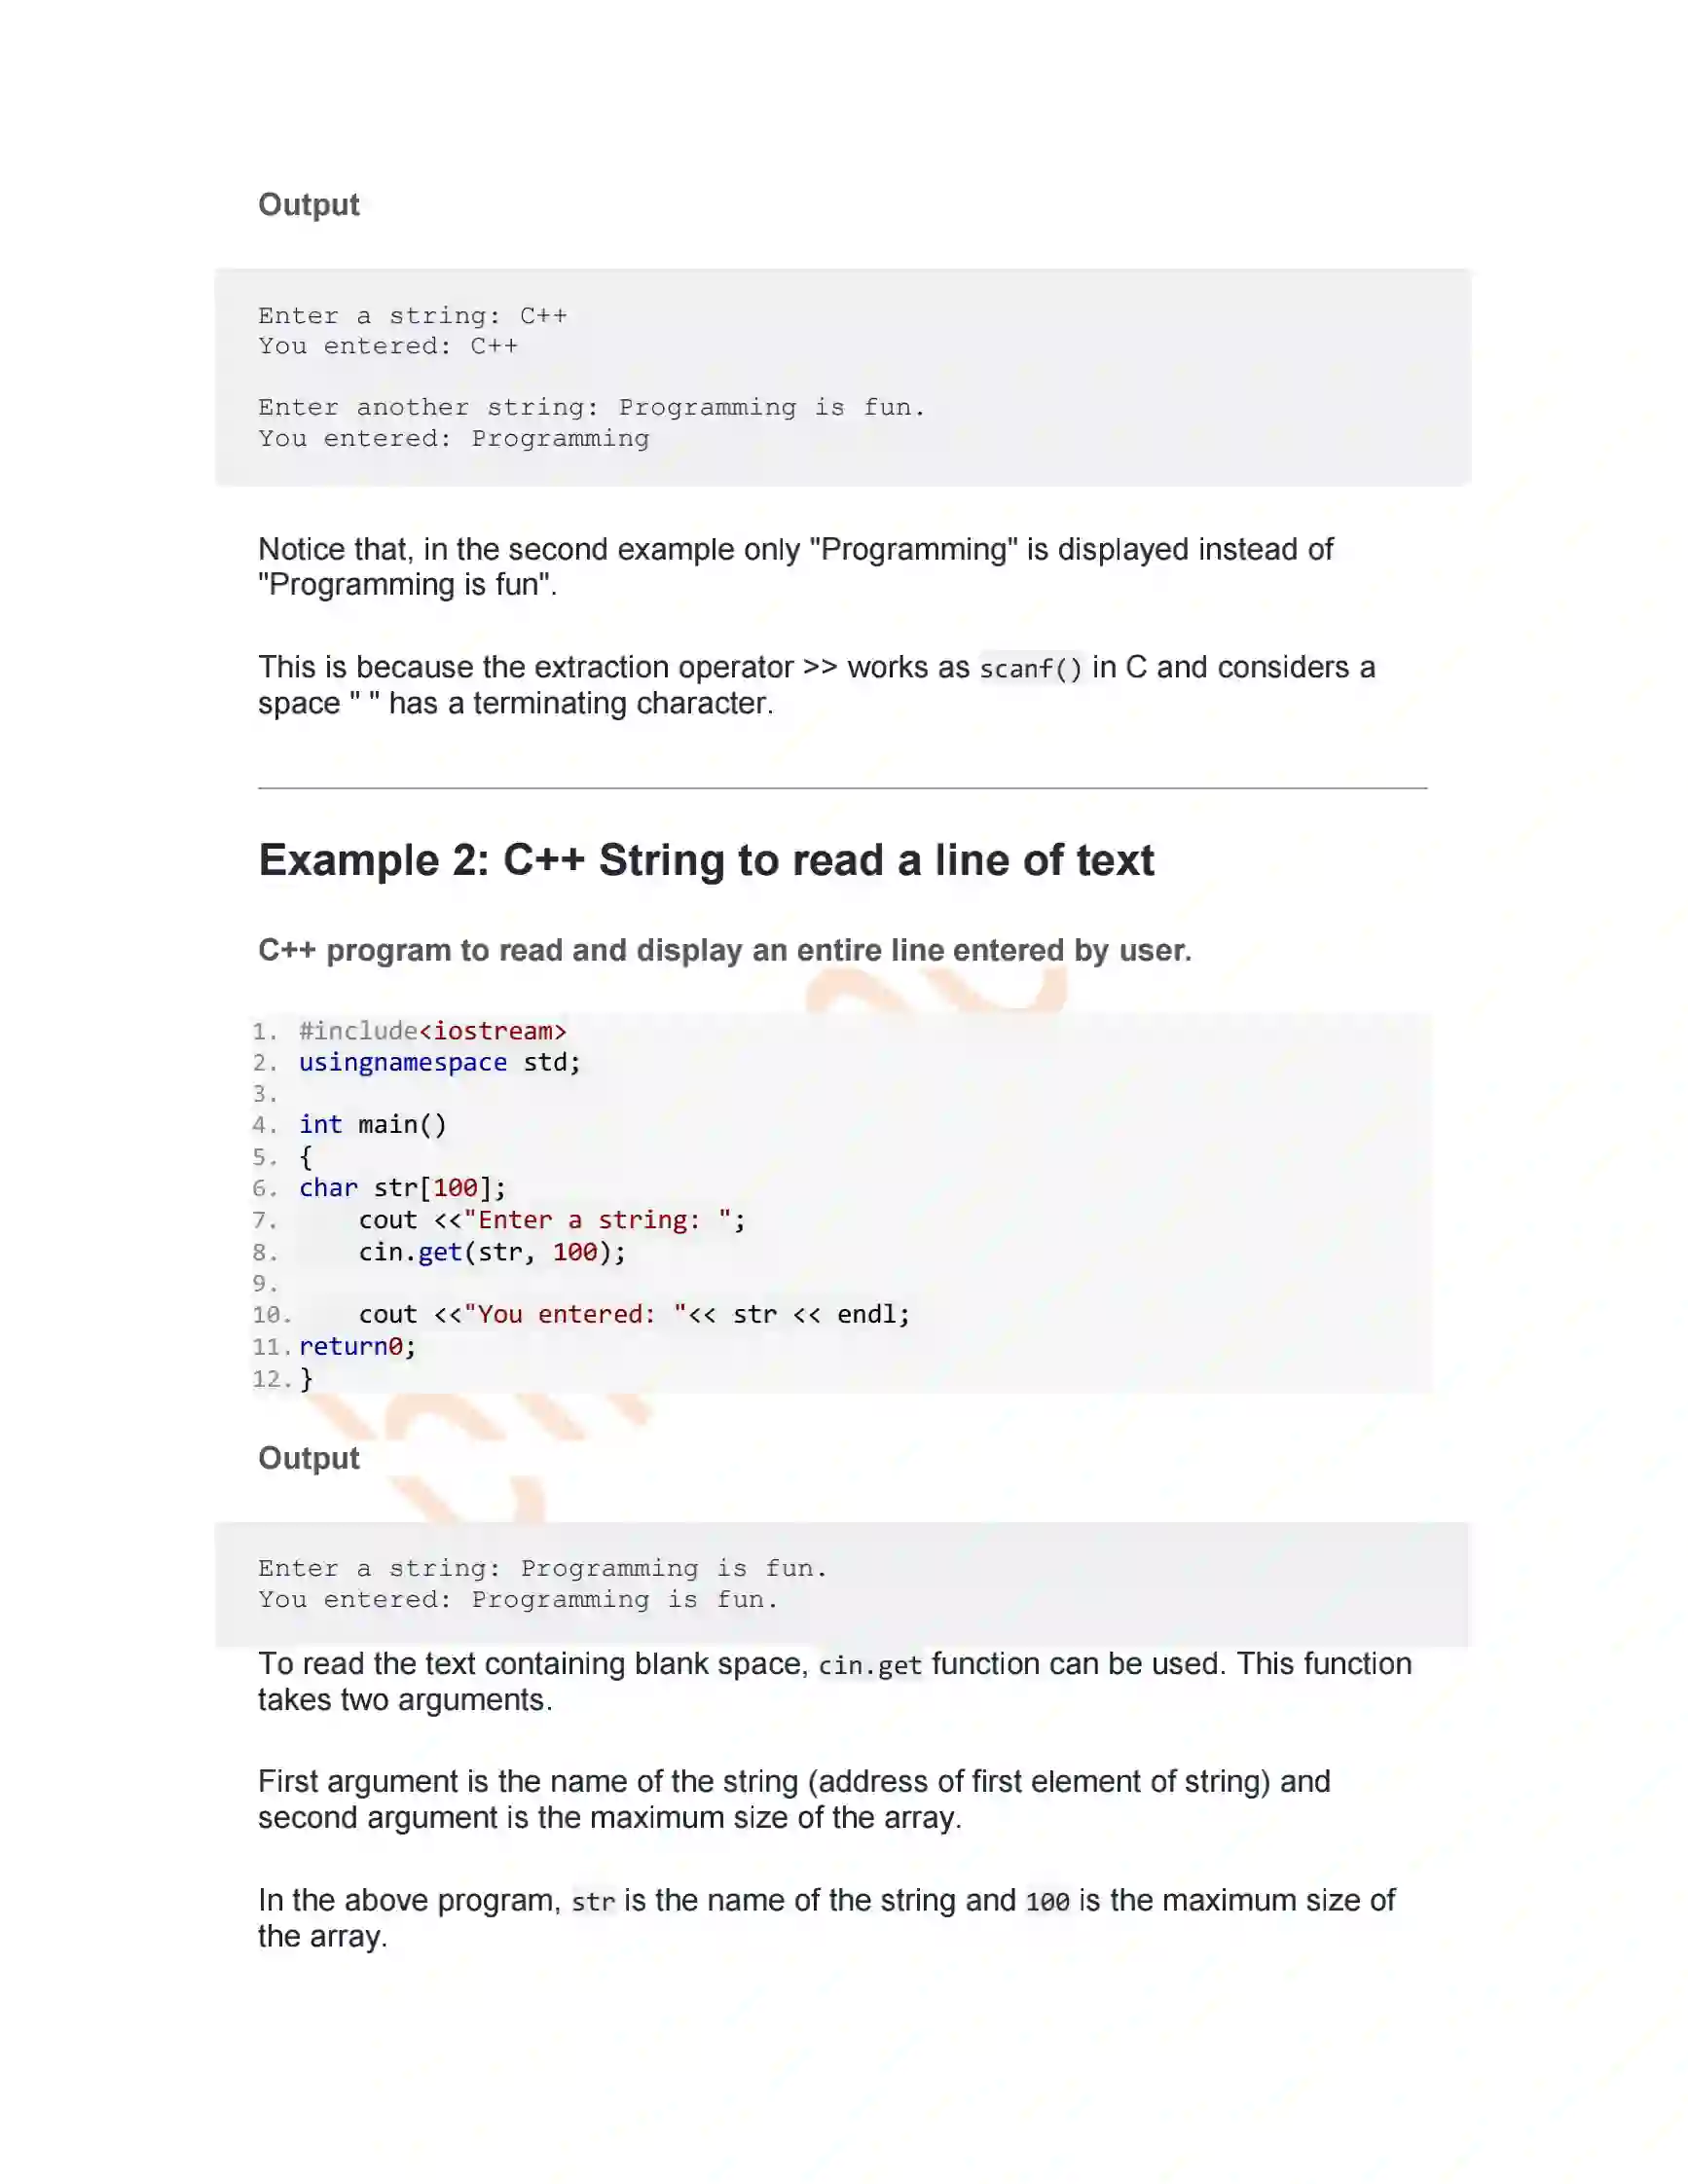 Output
Enter a string: C++
You entered: C++
Enter another string: Programming is fun.
You entered: Programming
Notice that, in the second example only "Programming" is displayed instead of
"Programming is fun".
This is because the extraction operator >> works as scanf() in C and considers a
space " " has a terminating character.
Example 2: C++ String to read a line of text
C++ program to read and display an entire line entered by user.
1. #include<iostream>
2. usingnamespace std;
3.
4. int main()
5. {
6. char str[100];
7.     cout <<"Enter a string: ";
8.     cin.get(str, 100);
9.
10.     cout <<"You entered: "<< str << endl;
11. return0;
12. }
Output
Enter a string: Programming is fun.
You entered: Programming is fun.
To read the text containing blank space, cin.get function can be used. This function
takes two arguments.
First argument is the name of the string (address of first element of string) and
second argument is the maximum size of the array.
In the above program, str is the name of the string and 100 is the maximum size of
the array.